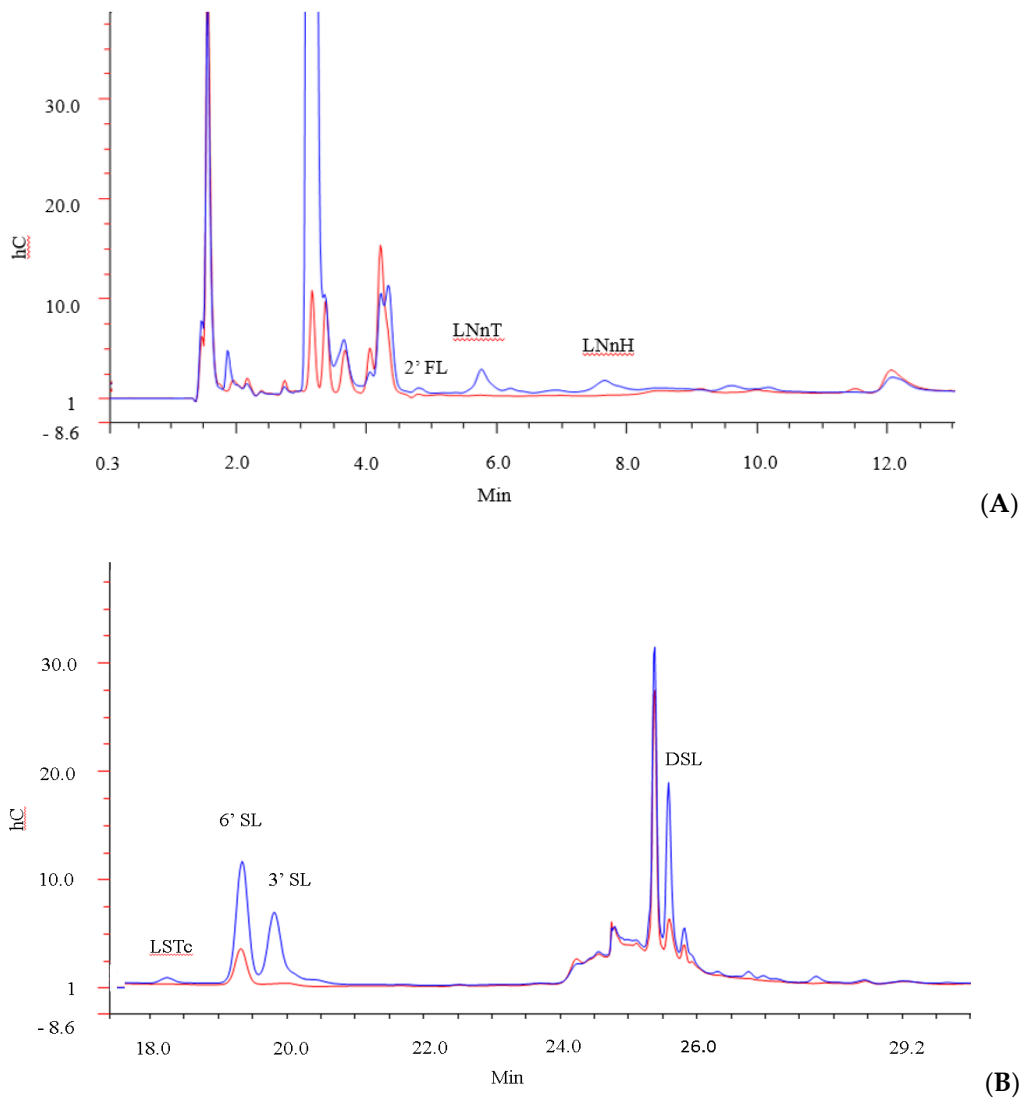 30.0
20.0
hC
LNnT
LNnH
2’ FL
10.0
1
- 8.6
0.3 2.0 4.0 6.0 8.0 10.0 12.0
Min
(A)
30.0
20.0
hC
DSL
6’ SL
3’ SL
10.0
LSTc
1
- 8.6
18.0 20.0 22.0 24.0 26.0 29.2
Min
(B)